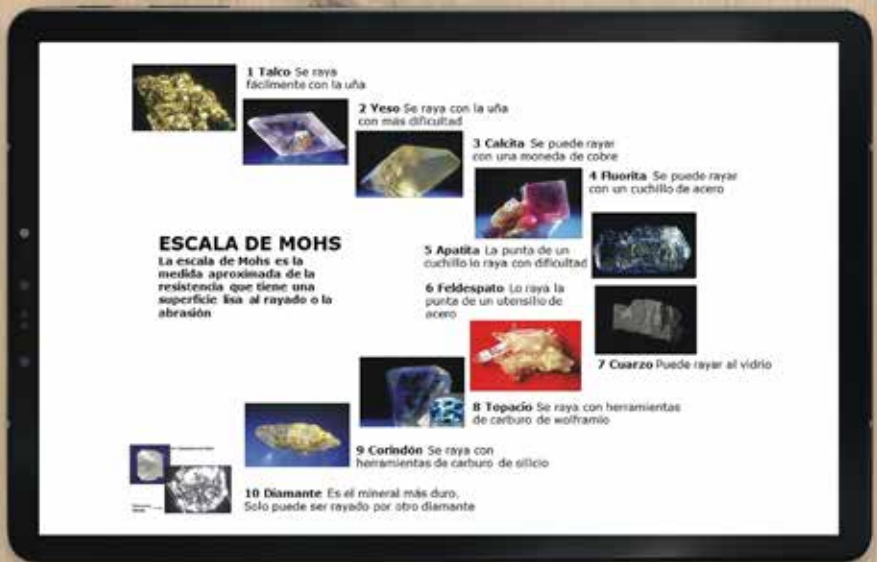 1 Talco Se raya
fácilmente con la uña
2 Yeso Se raya con la uña
con más dificultad
3 Calcita Se puede rayar
con una moneda de cobre
4 Fluorita Se puede rayar
con un cuchillo de acero
ESCALA DE MOHS
La escala de Mohs es la
medida aproximada de la
resistencia que tiene una
superficie lisa al rayado o la
abrasión
5 Apatita La punta de un
cuchillo lo raya con dificultad
6 Feldespato Lo raya la
punta de un utensilio de
acero
7 Cuarzo Puede rayar al vidrio
8 Topacio Se raya con herramientas
de carburo de wolframio
9 Corindón Se raya con
herramientas de carburo de silicio
10 Diamante Es el mineral más duro.
Solo puede ser rayado por otro diamante